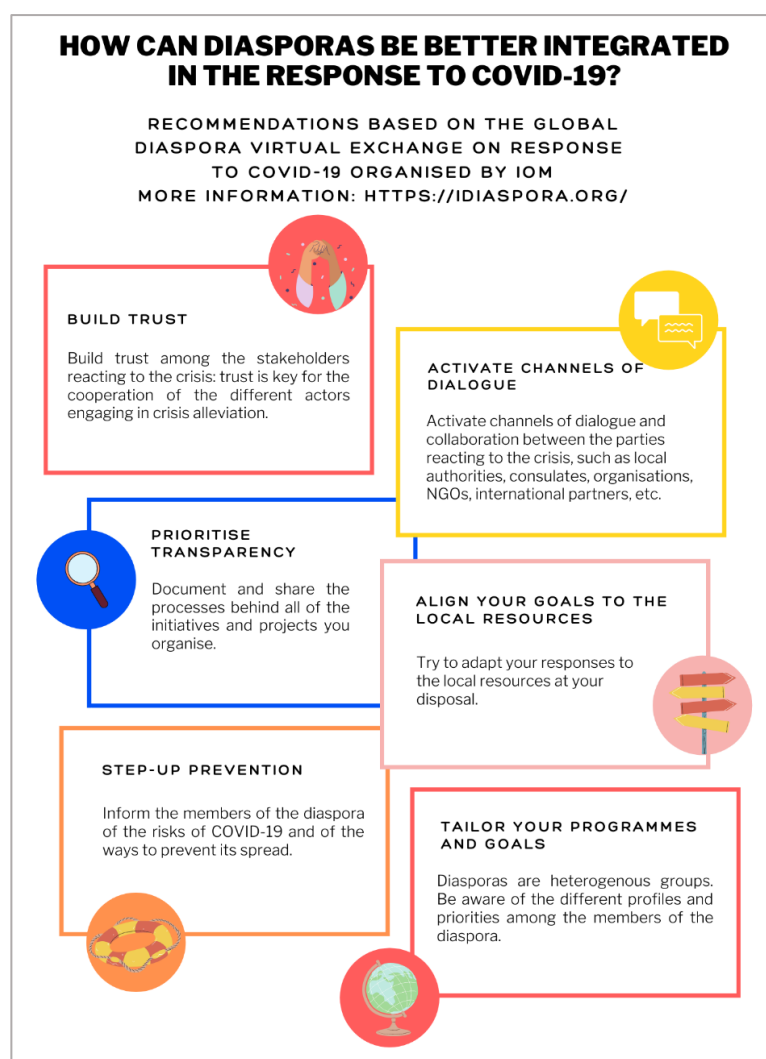 HOW CAN DIASPORAS BE BETTER INTEGRATED
IN THE RESPONSE TO COVID-19?
RECOMMENDATIONS BASED ON THE GLOBAL
DIASPORA VIRTUAL EXCHANGE ON RESPONSE
TO COVID-19 ORGANISED BY IOM
MORE INFORMATION: HTTPS://IDIASPORA.ORG/
BUILD TRUST
Build trust among the stakeholders
reacting to the crisis: trust is key for the
cooperation of the different actors
engaging in crisis alleviation.
ACTIVATE CHANNELS OF
DIALOGUE
Activate channels of dialogue and
collaboration between the parties
reacting to the crisis, such as local
authorities, consulates, organisations,
NGOs, international partners, etc.
PRIORITISE
TRANSPARENCY
Document and share the
processes behind all of the
initiatives and projects you
organise.
ALIGN YOUR GOALS TO THE
LOCAL RESOURCES
Try to adapt your responses to
the local resources at your
disposal.
STEP-UP PREVENTION
Inform the members of the diaspora
of the risks of COVID-19 and of the
ways to prevent its spread.
TAILOR YOUR PROGRAMMES
AND GOALS
Diasporas are heterogenous groups.
Be aware of the different profiles and
priorities among the members of the
diaspora.